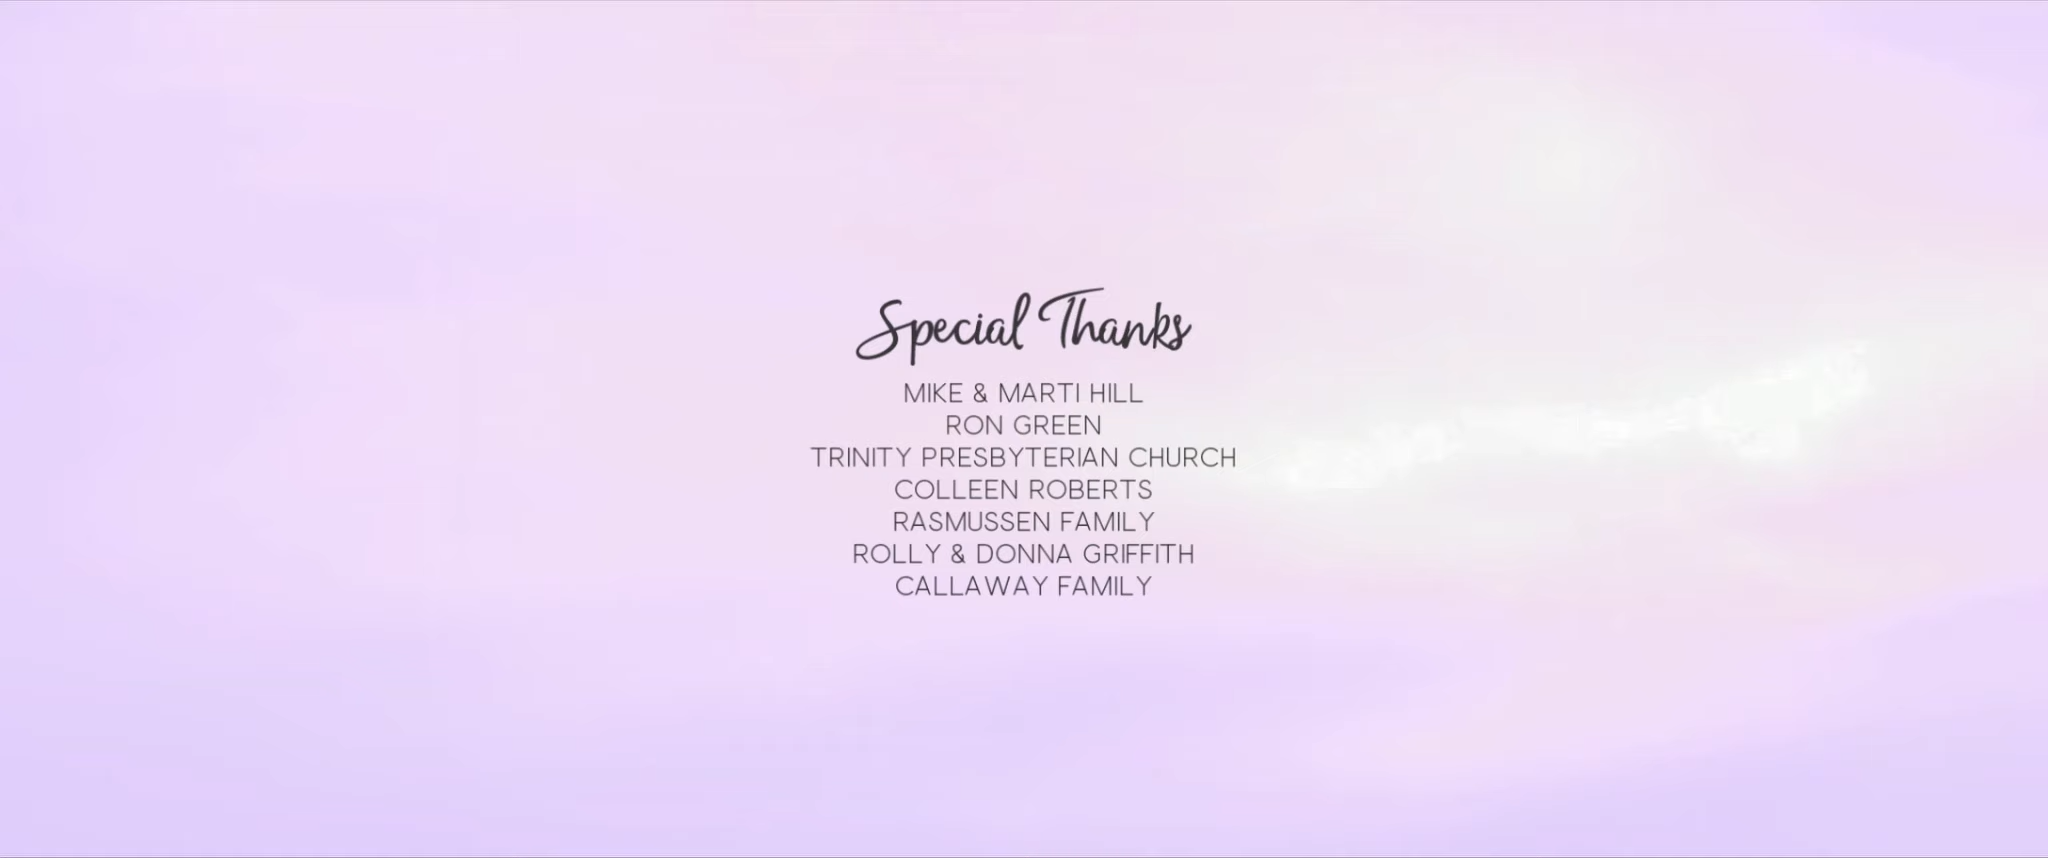 Special Thanks
MIKE & MARTI HILL
RON GREEN
TRINITY PRESBYTERIAN CHURCH
COLLEEN ROBERTS
RASMUSSEN FAMILY
ROLLY & DONNA GRIFFITH
CALLAWAY FAMILY